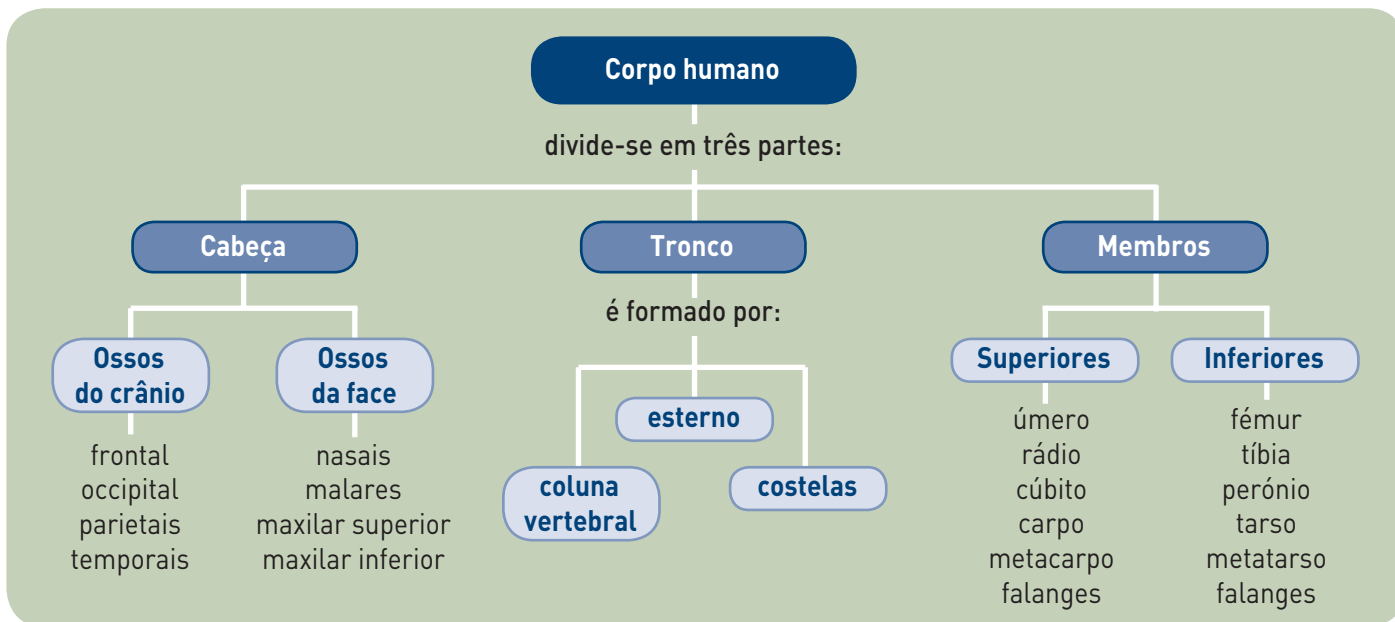 Corpo humano
divide-se em três partes:
Cabeça
Tronco
Membros
Ossos
do crânio
frontal
occipital
parietais
temporais
Ossos
da face
nasais
malares
maxilar superior
maxilar inferior
é formado por:
coluna
vertebral
esterno
costelas
Superiores
úmero
rádio
cúbito
carpo
metacarpo
falanges
Inferiores
fémur
tíbia
perónio
tarso
metatarso
falanges